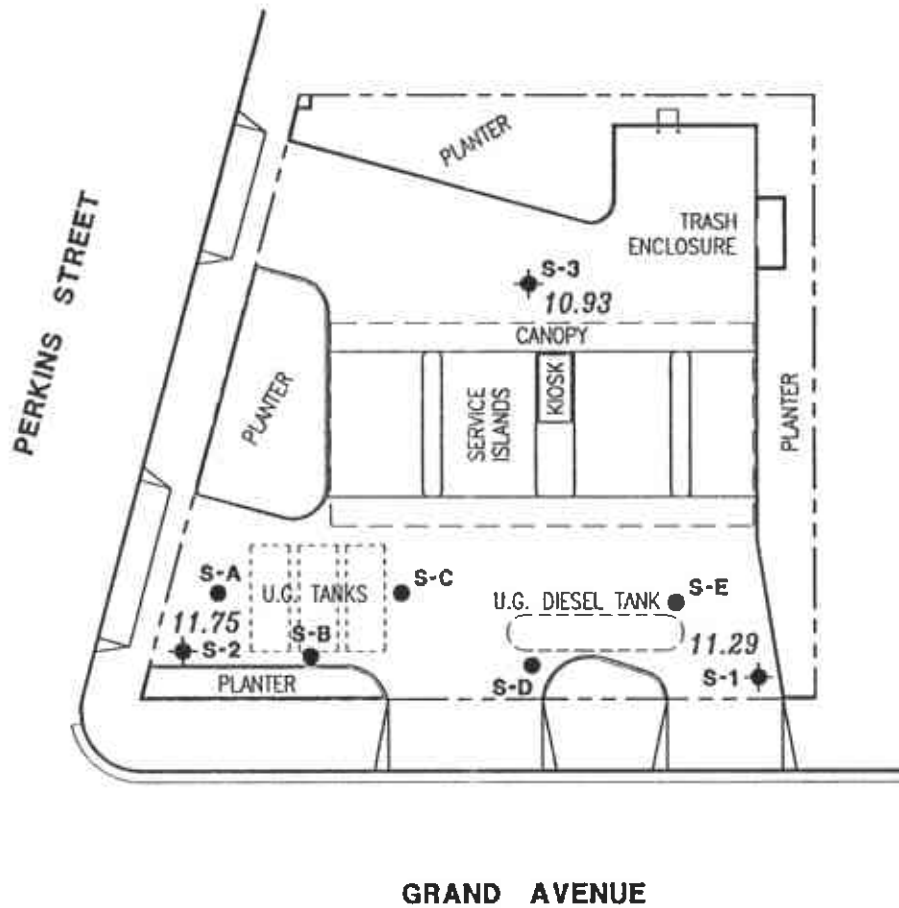 PLANTER
TRASH
ENCLOSURE
PERKINS STREET
S-3
10.93
CANOPY
PLANTER
SERVICE
ISLANDS
KIOSK
PLANTER
S-A
S-C
U.G. TANKS
U.G. DIESEL TANK
S-E
11.75
S-B
S-2
11.29
S-D
S-1
PLANTER
GRAND AVENUE